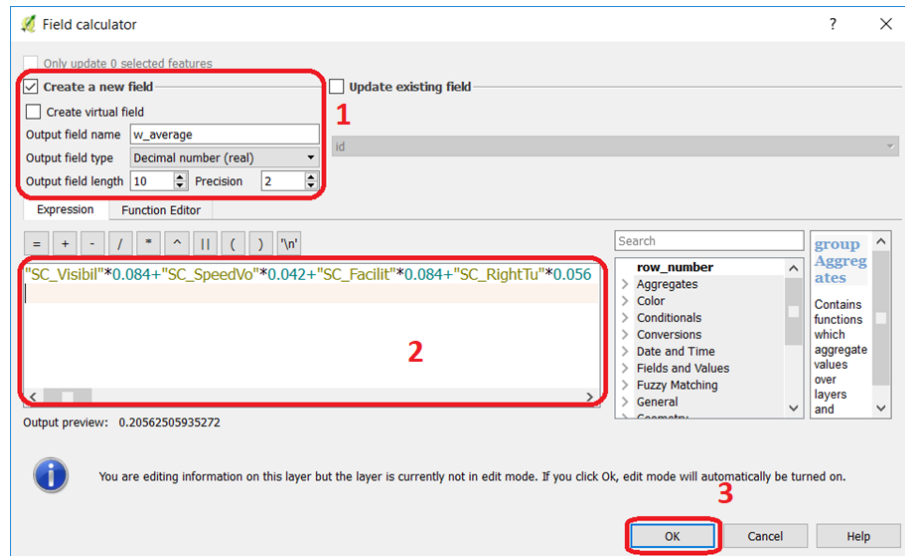 Field calculator
? ×
Only update 0 selected features
Create a new field
Update existing field
Create virtual field
1
Output field name w_average
id
Output field type Decimal number (real)
Output field length 10 Precision 2
Expression Function Editor
= + - / * ^ || ( ) '\n'
"SC_Visibil"*0.084+"SC_SpeedVo"*0.042+"SC_Facilit"*0.084+"SC_RightTu"*0.056
2
Output preview: 0.20562505935272
Search
row_number
Aggregates
Color
Conditionals
Conversions
Date and Time
Fields and Values
Fuzzy Matching
General
Geometry
group
Aggreg
ates
Contains
functions
which
aggregate
values
over
layers
and
You are editing information on this layer but the layer is currently not in edit mode. If you click Ok, edit mode will automatically be turned on.
3
OK Cancel Help